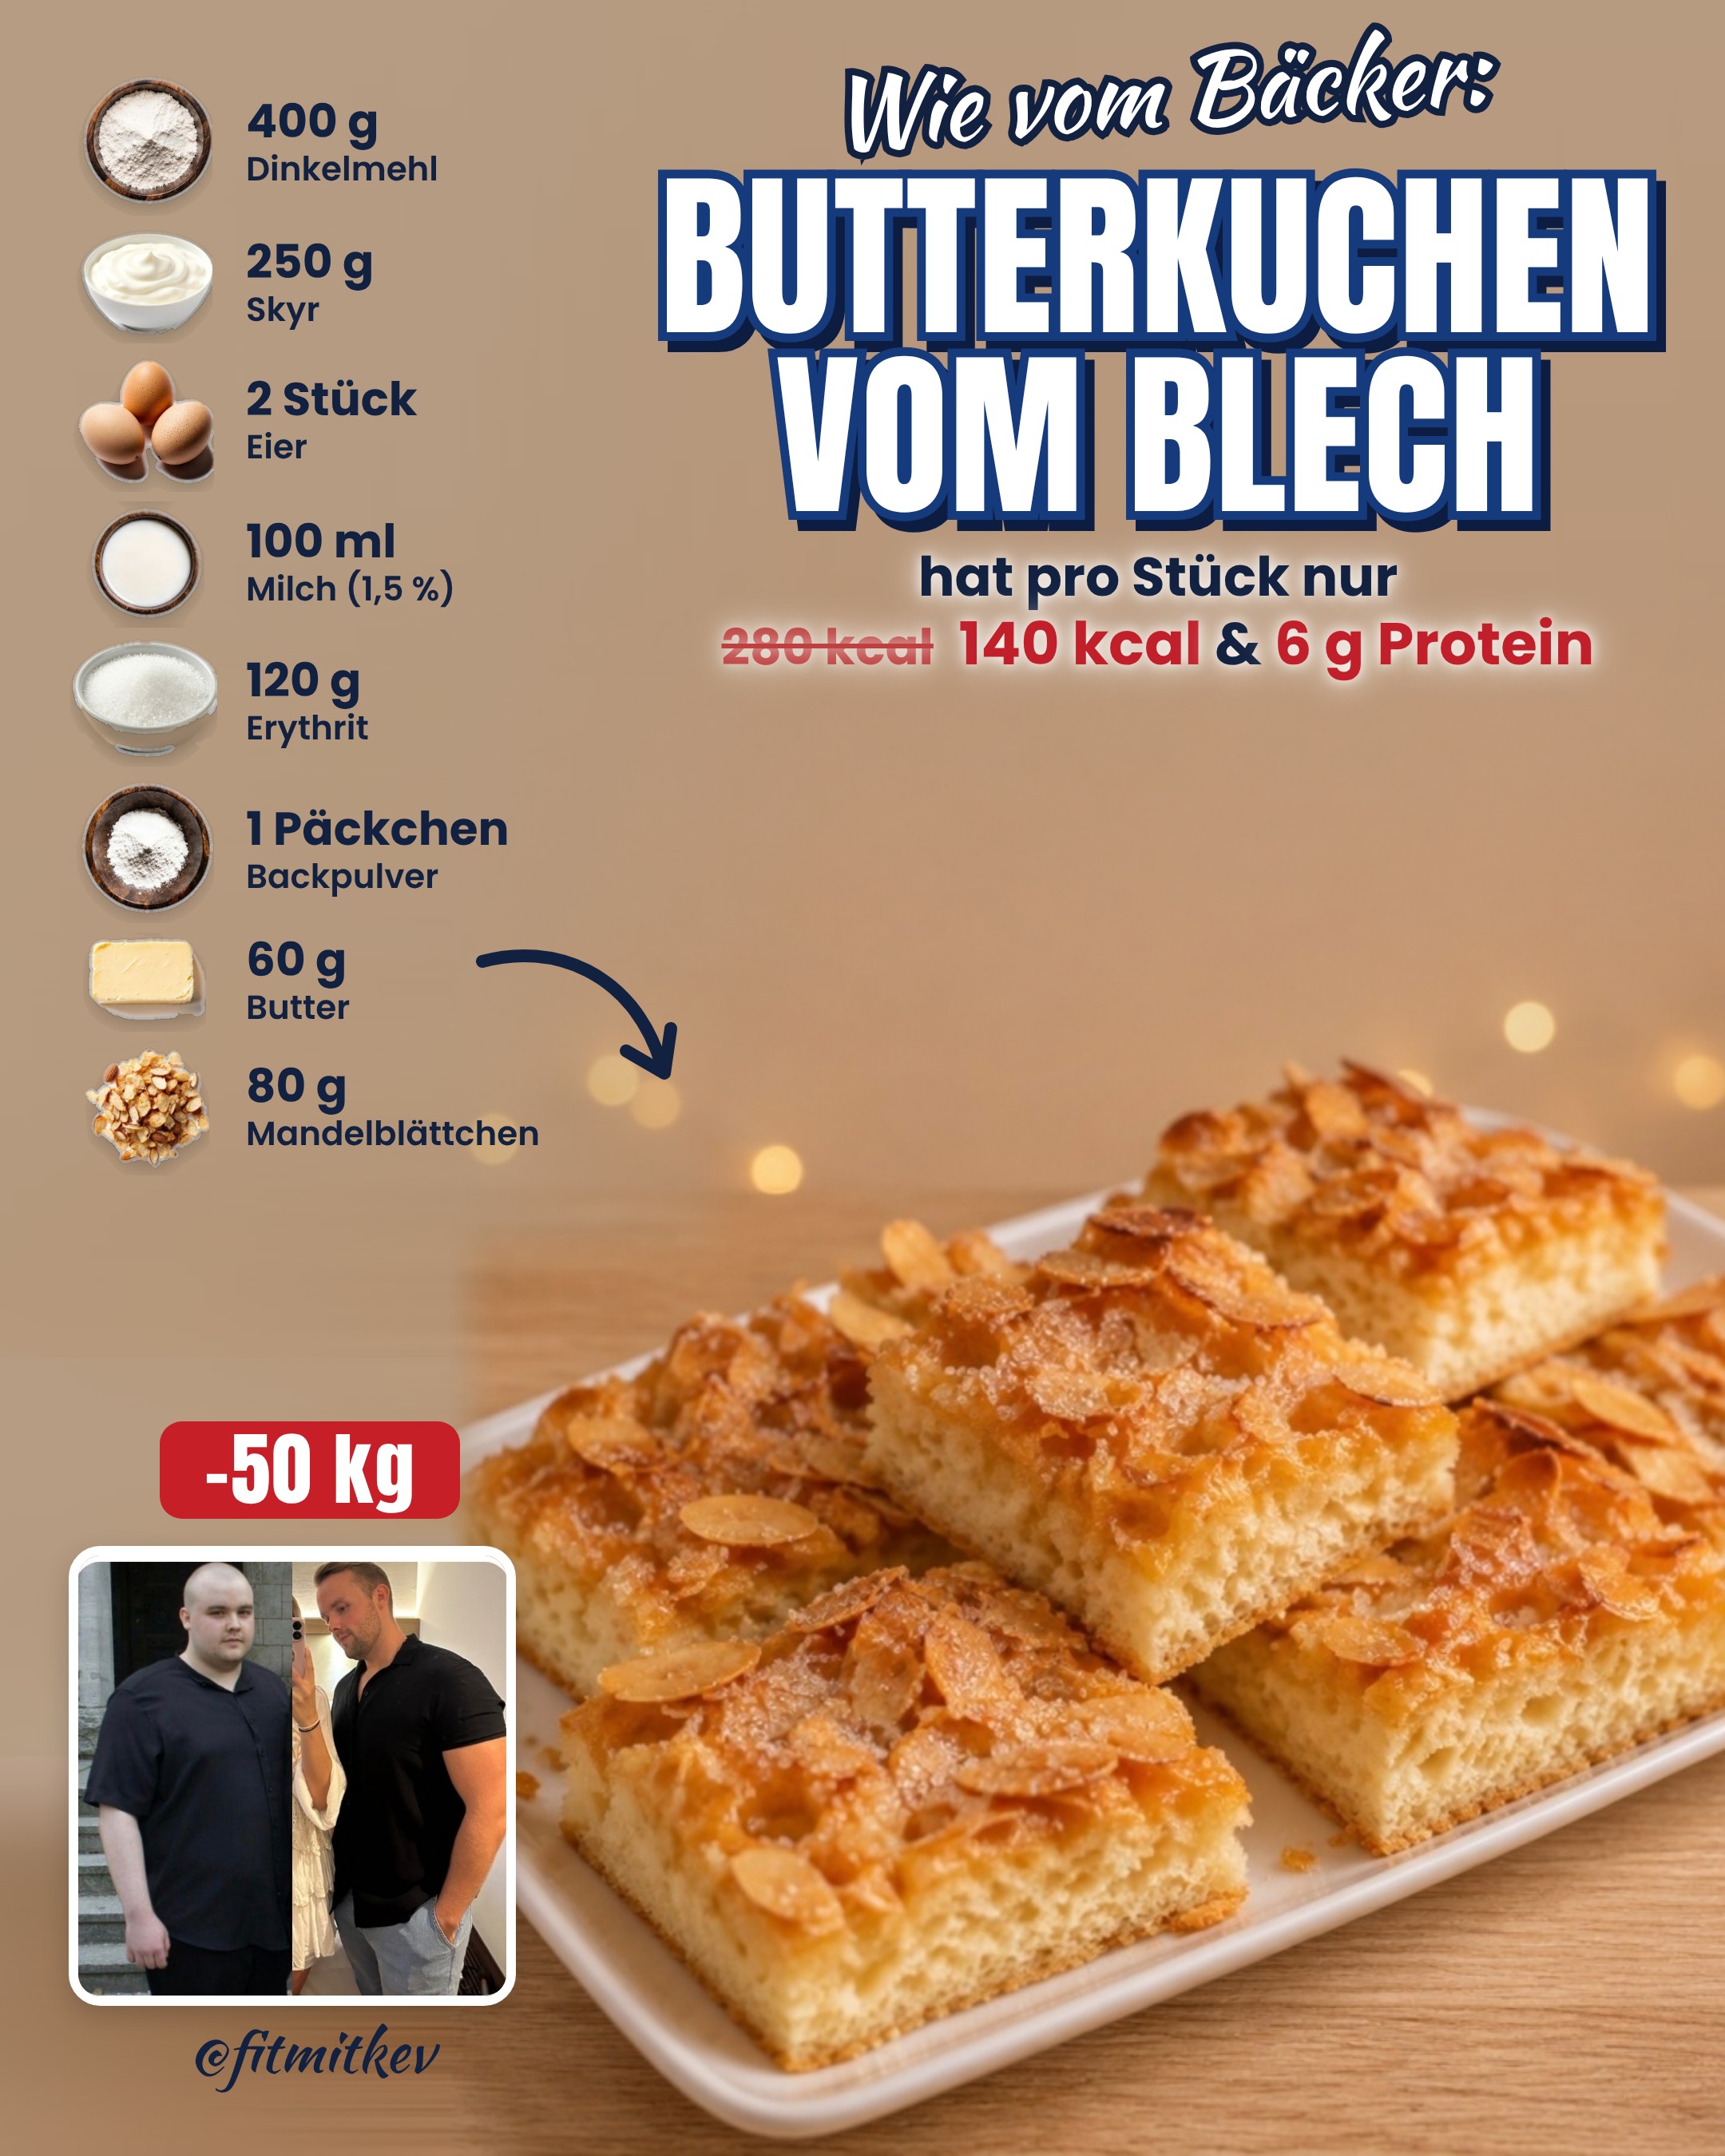 Wie vom Bäcker:
BUTTERKUCHEN
VOM BLECH
hat pro Stück nur
280 kcal 140 kcal & 6 g Protein
400 g
Dinkelmehl
250 g
Skyr
2 Stück
Eier
100 ml
Milch (1,5 %)
120 g
Erythrit
1 Päckchen
Backpulver
60 g
Butter
80 g
Mandelblättchen
-50 kg
@fitmitkev